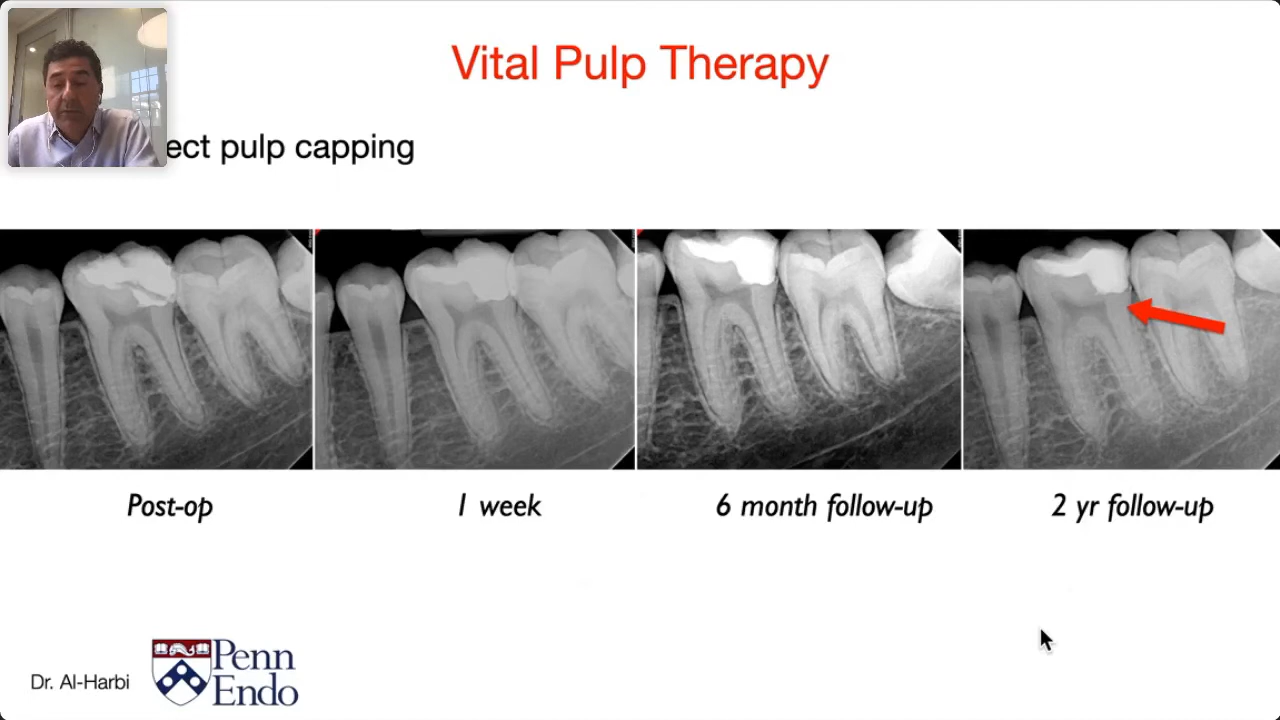 Vital Pulp Therapy
ect pulp capping
Post-op
1 week
6 month follow-up
2 yr follow-up
Dr. Al-Harbi
Penn
Endo